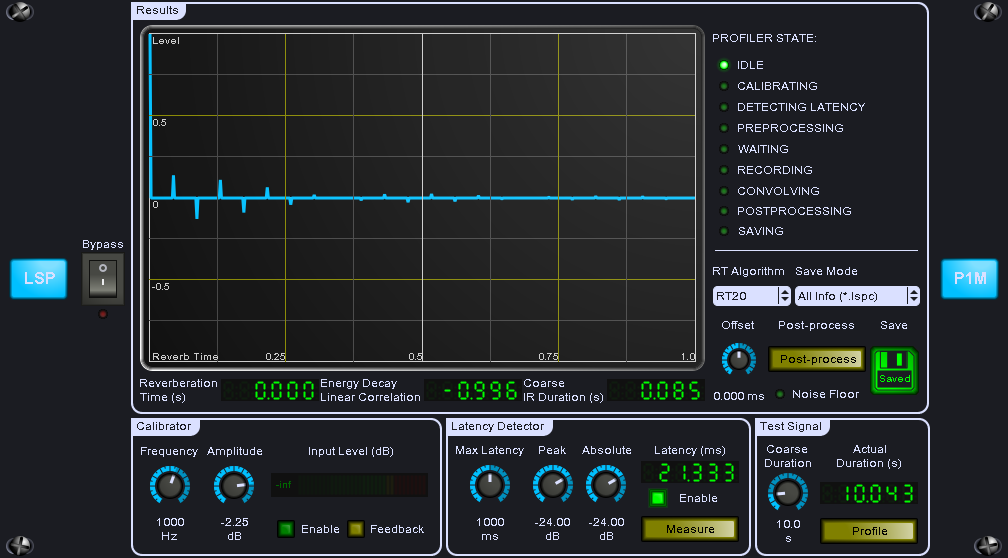 Results
Level
0.5
0
-0.5
Reverb Time
0.25
0.5
0.75
1.0
PROFILER STATE:
IDLE
CALIBRATING
DETECTING LATENCY
PREPROCESSING
WAITING
RECORDING
CONVOLVING
POSTPROCESSING
SAVING
Bypass
LSP
P1M
RT Algorithm
Save Mode
RT20
All Info (*.lspc)
Offset
Post-process
Save
Post-process
Saved
0.000 ms
Noise Floor
Reverberation
Time (s)
0.000
Energy Decay
Linear Correlation
-0.996
Coarse
IR Duration (s)
0.085
Calibrator
Frequency
Amplitude
Input Level (dB)
-inf
1000
Hz
-2.25
dB
Enable
Feedback
Latency Detector
Max Latency
Peak
Absolute
Latency (ms)
21.333
Enable
1000
ms
-24.00
dB
-24.00
dB
Measure
Test Signal
Coarse
Duration
Actual
Duration (s)
10.043
10.0
s
Profile